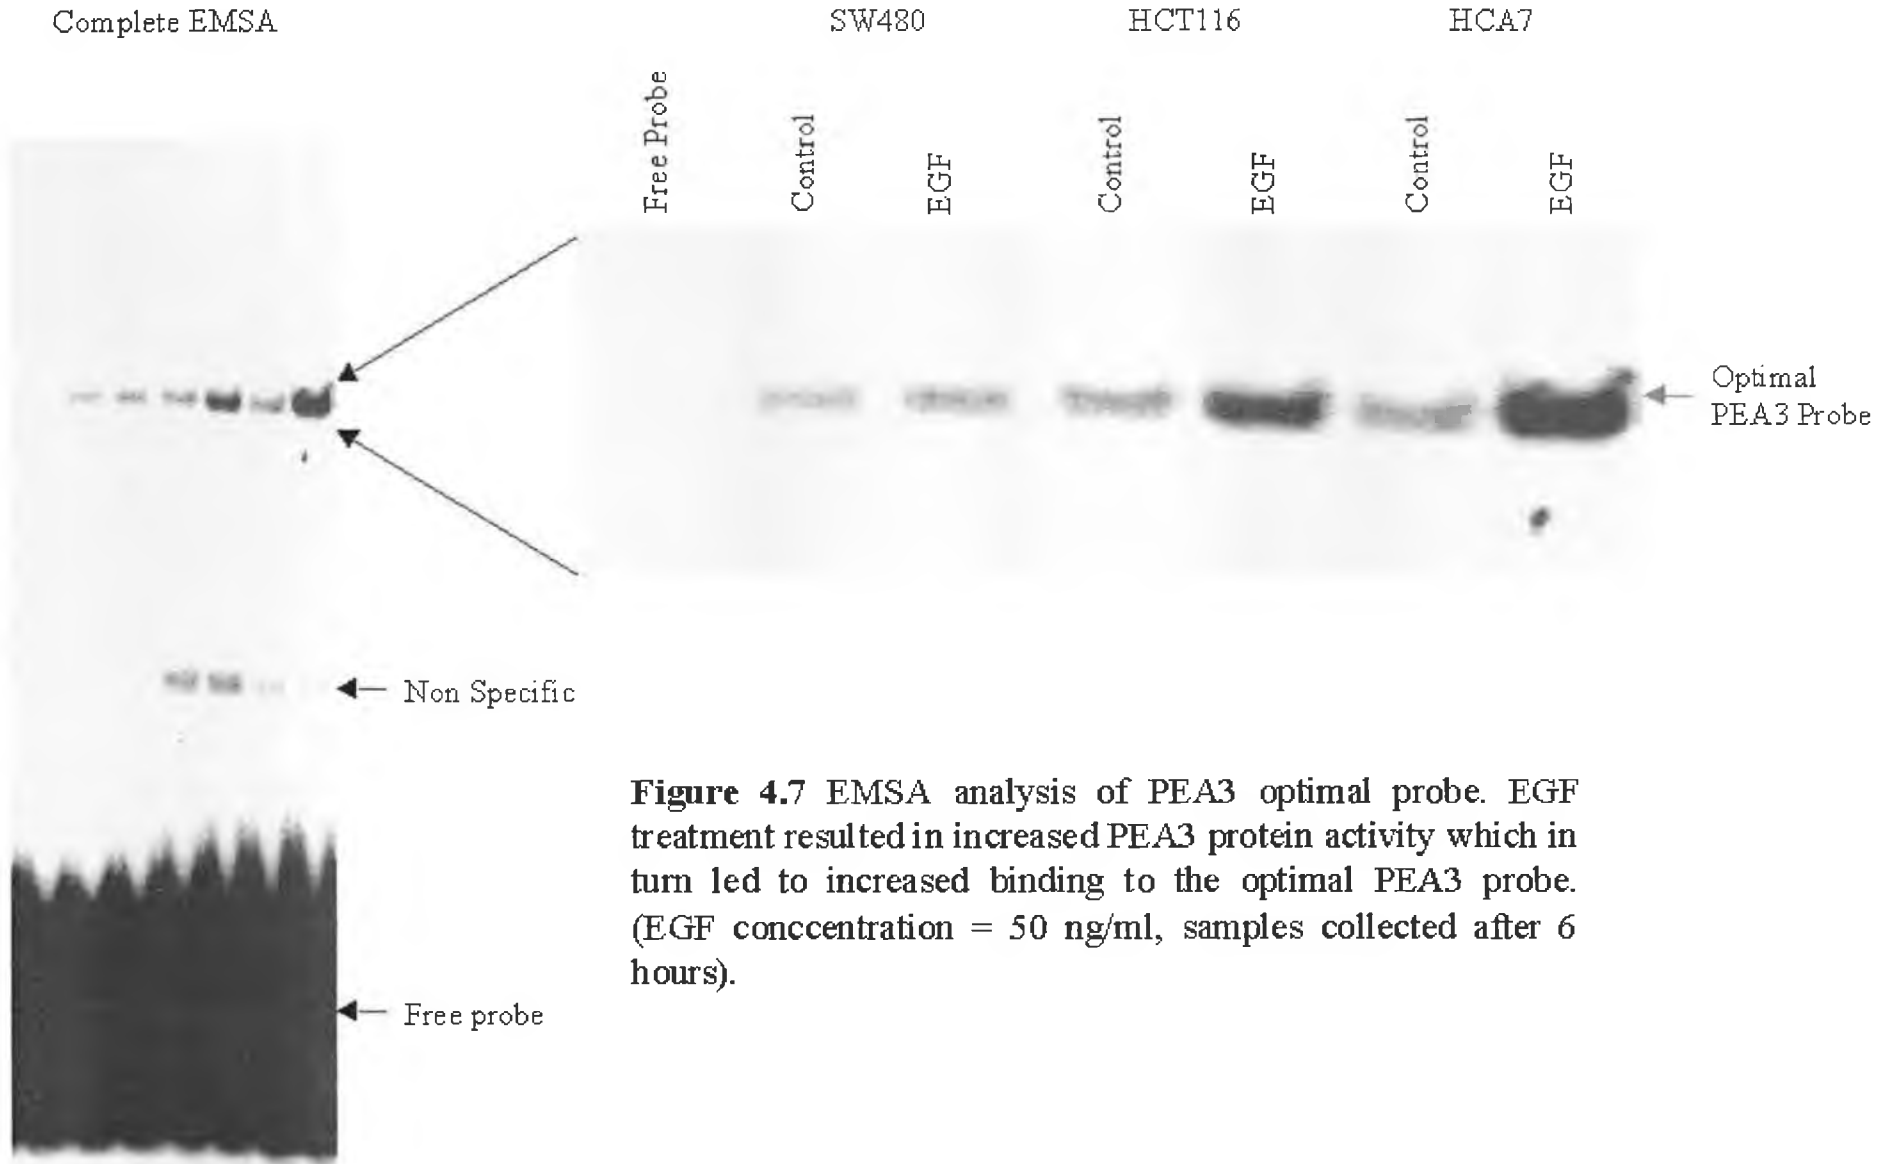 Complete EMSA
SW480
HCT116
HCA7
Free Probe
Control
EGF
Control
EGF
Control
EGF
Optimal
PEA3 Probe
Non Specific
Free probe
Figure 4.7 EMSA analysis of PEA3 optimal probe. EGF
treatment resulted in increased PEA3 protein activity which in
turn led to increased binding to the optimal PEA3 probe.
(EGF conccentration = 50 ng/ml, samples collected after 6
hours).